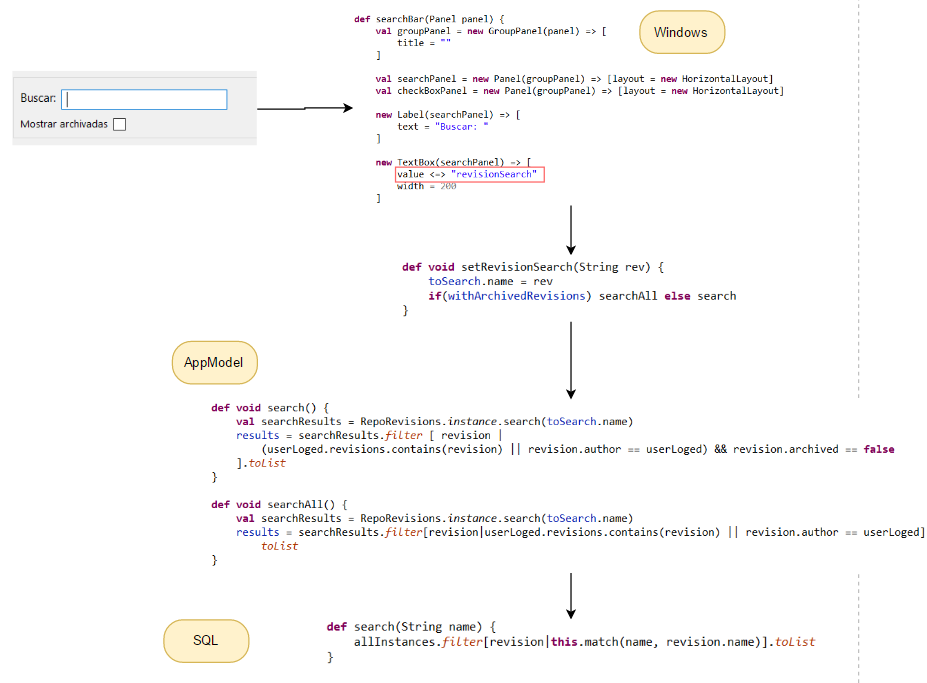 def searchBar(Panel panel) {
val groupPanel = new GroupPanel(panel) => [
title = ""
]
Windows
val searchPanel = new Panel(groupPanel) => [layout = new HorizontalLayout]
val checkBoxPanel = new Panel(groupPanel) => [layout = new HorizontalLayout]
Buscar:
Mostrar archivadas
new Label(searchPanel) => [
text = "Buscar: "
]
new TextBox(searchPanel) => [
value <=> "revisionSearch"
width = 200
]
def void setRevisionSearch(String rev) {
toSearch.name = rev
if(withArchivedRevisions) searchAll else search
}
AppModel
def void search() {
val searchResults = RepoRevisions.instance.search(toSearch.name)
results = searchResults.filter [ revision |
(userLoged.revisions.contains(revision) || revision.author == userLoged) && revision.archived == false
].toList
}
def void searchAll() {
val searchResults = RepoRevisions.instance.search(toSearch.name)
results = searchResults.filter[revision|userLoged.revisions.contains(revision) || revision.author == userLoged]
toList
}
SQL
def search(String name) {
allInstances.filter[revision|this.match(name, revision.name)].toList
}